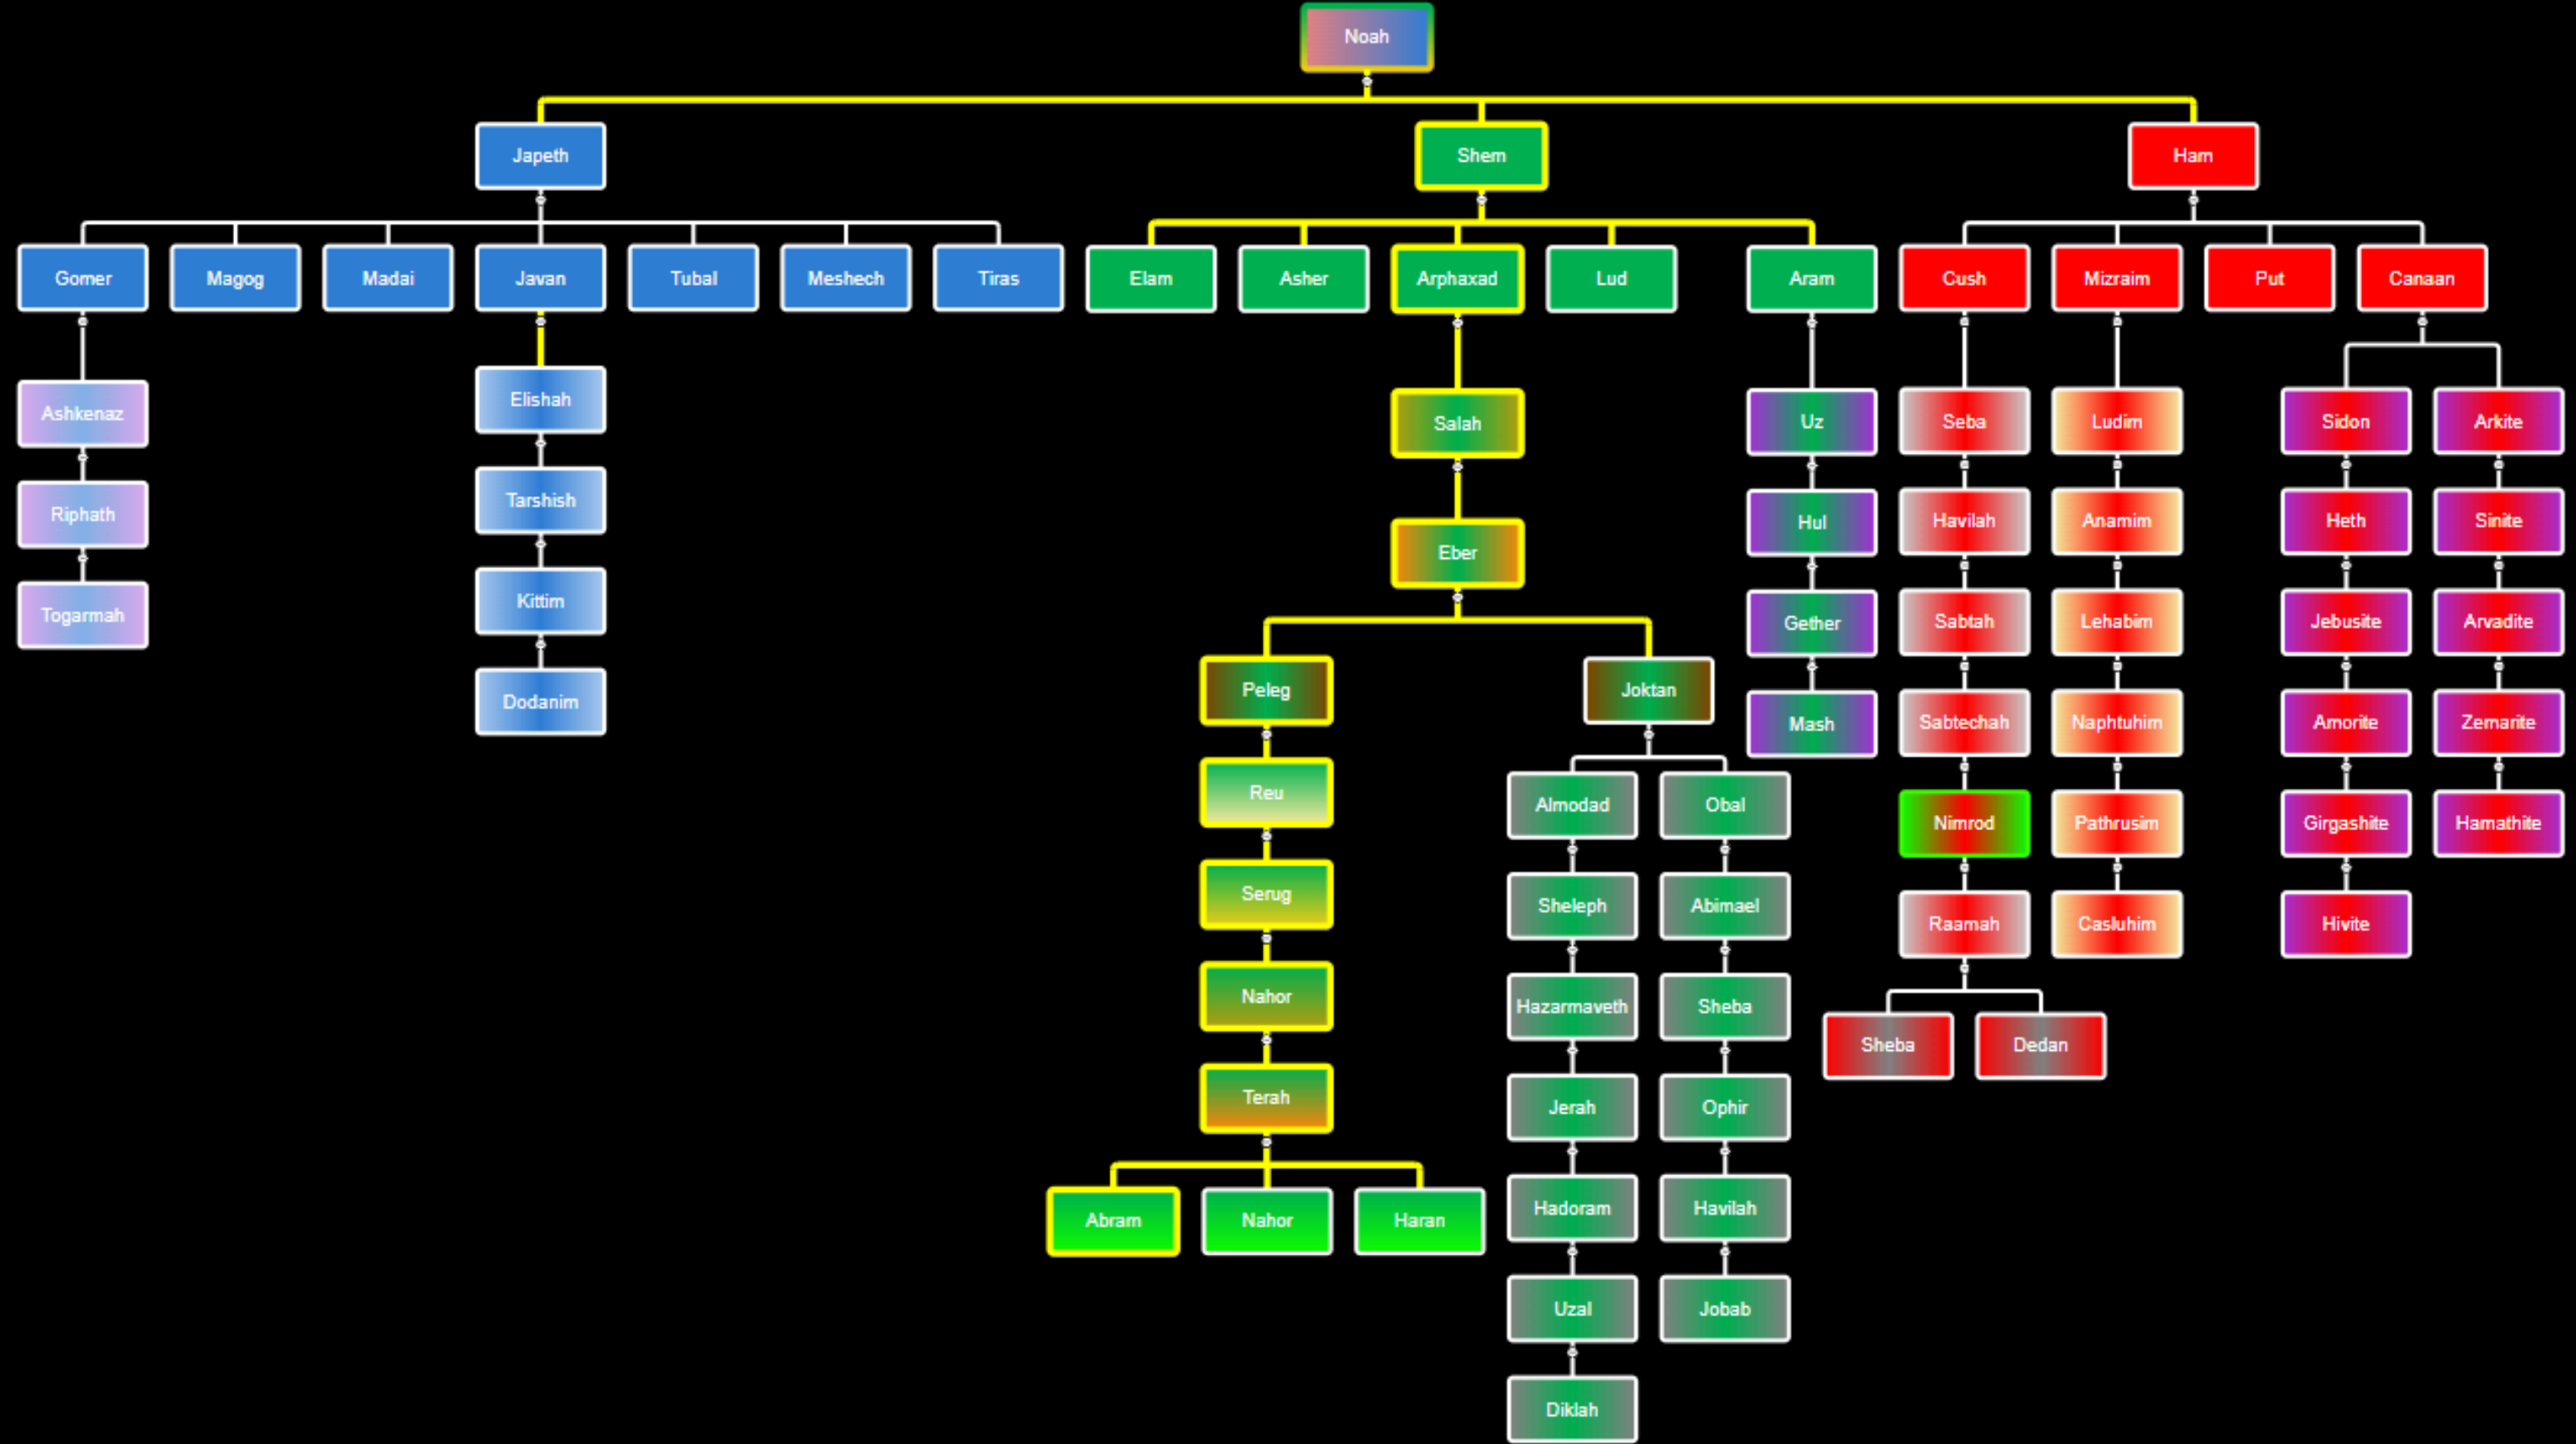 Noah
Japeth
Shem
Ham
Gomer
Magog
Madai
Javan
Tubal
Meshech
Tiras
Elam
Asher
Arphaxad
Lud
Aram
Cush
Mizraim
Put
Canaan
Ashkenaz
Riphath
Togarmah
Elishah
Tarshish
Kittim
Dodanim
Salah
Eber
Peleg
Joktan
Reu
Serug
Nahor
Terah
Abram
Nahor
Haran
Almodad
Sheleph
Hazarmaveth
Jerah
Hadoram
Uzal
Diklah
Obal
Abimael
Sheba
Ophir
Havilah
Jobab
Uz
Hul
Gether
Mash
Seba
Havilah
Sabtah
Sabtechah
Nimrod
Raamah
Sheba
Dedan
Ludim
Anamim
Lehabim
Naphtuhim
Pathrusim
Casluhim
Sidon
Heth
Jebusite
Amorite
Girgashite
Hivite
Arkite
Sinite
Arvadite
Zemarite
Hamathite